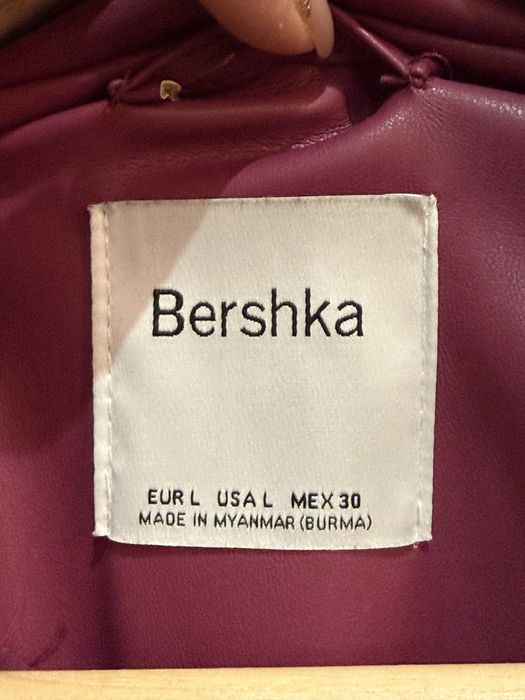 Bershka
EUR L USA L MEX 30
MADE IN MYANMAR (BURMA)